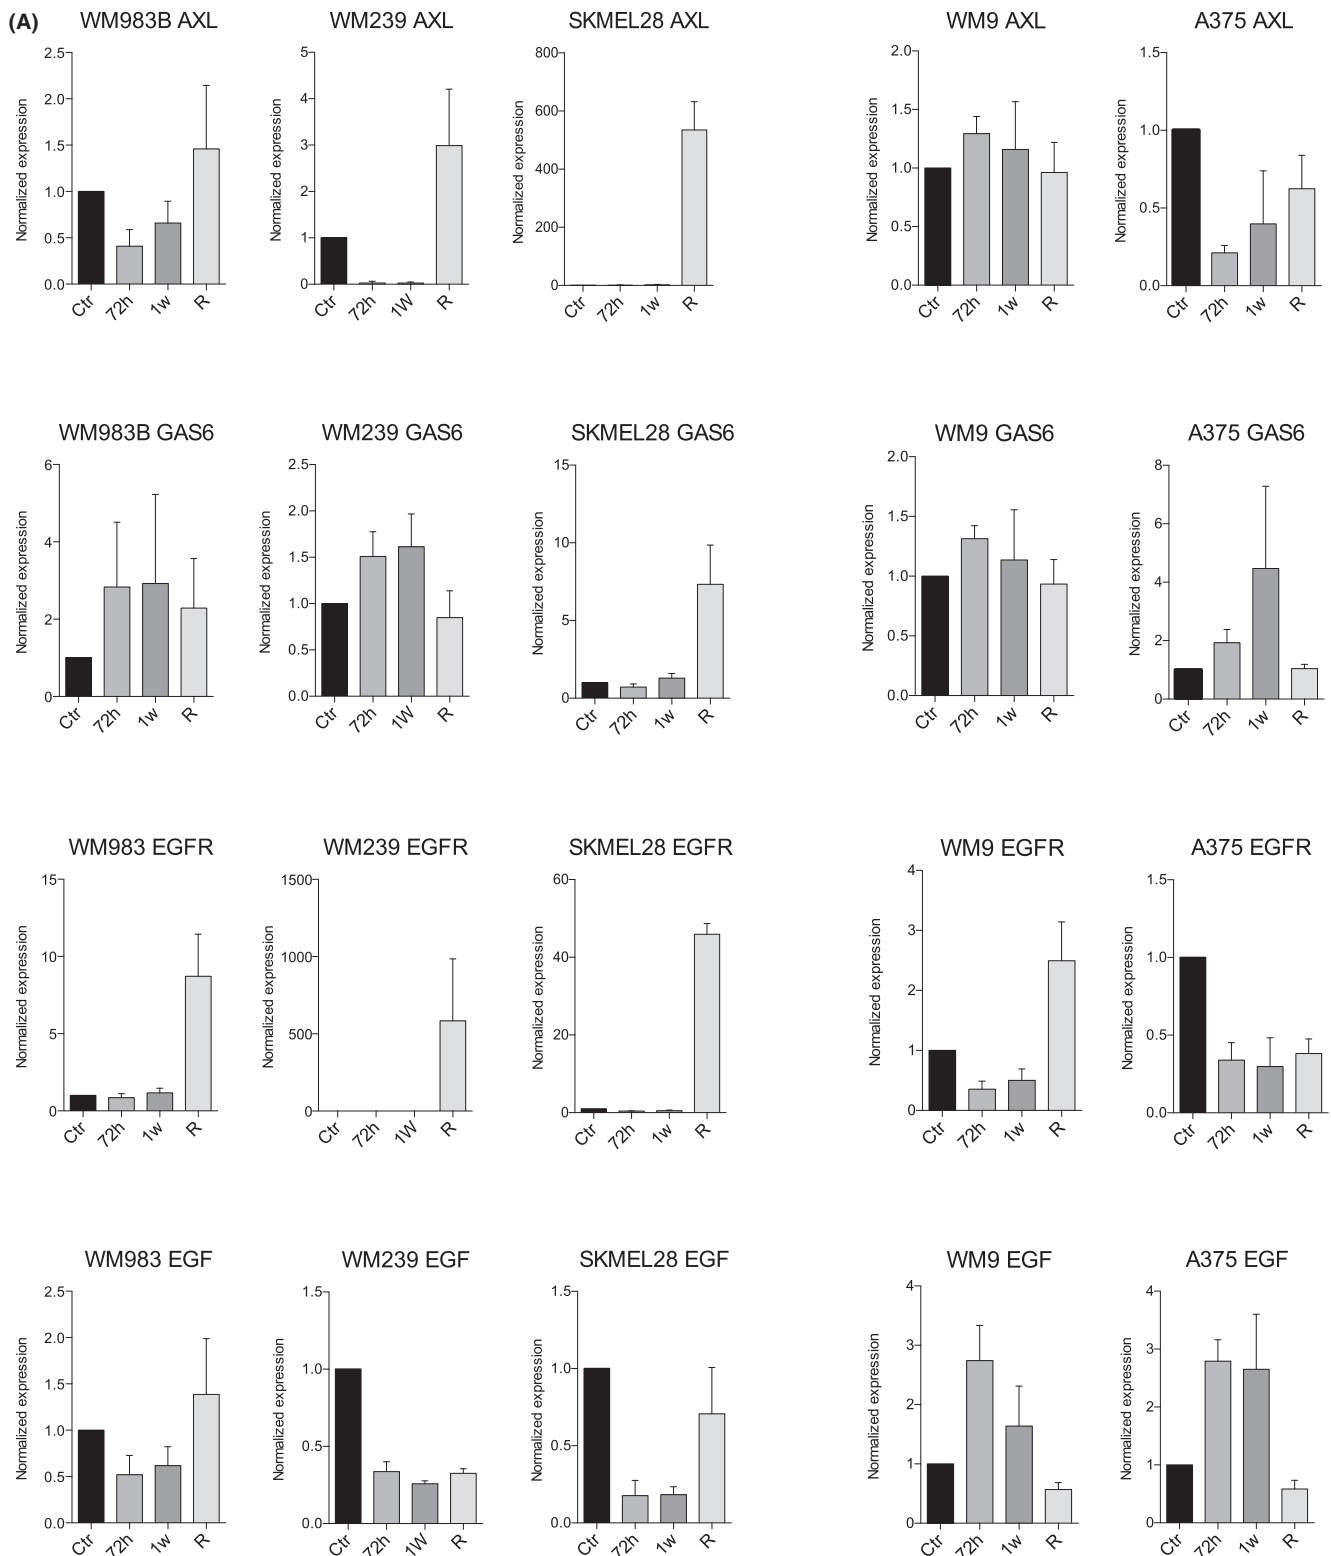 (A)
WM983B AXL
Normalized expression
2.5
2.0
1.5
1.0
0.5
0.0
Ctr 72h 1w R
WM239 AXL
Normalized expression
5
4
3
2
1
0
Ctr 72h 1W R
SKMEL28 AXL
Normalized expression
800
600
400
200
0
Ctr 72h 1w R
WM9 AXL
Normalized expression
2.0
1.5
1.0
0.5
0.0
Ctr 72h 1w R
A375 AXL
Normalized expression
1.5
1.0
0.5
0.0
Ctr 72h 1w R
WM983B GAS6
Normalized expression
6
4
2
0
Ctr 72h 1w R
WM239 GAS6
Normalized expression
2.5
2.0
1.5
1.0
0.5
0.0
Ctr 72h 1W R
SKMEL28 GAS6
Normalized expression
15
10
5
0
Ctr 72h 1w R
WM9 GAS6
Normalized expression
2.0
1.5
1.0
0.5
0.0
Ctr 72h 1w R
A375 GAS6
Normalized expression
8
6
4
2
0
Ctr 72h 1w R
WM983 EGFR
Normalized expression
15
10
5
0
Ctr 72h 1w R
WM239 EGFR
Normalized expression
1500
1000
500
0
Ctr 72h 1W R
SKMEL28 EGFR
Normalized expression
60
40
20
0
Ctr 72h 1w R
WM9 EGFR
Normalized expression
4
3
2
1
0
Ctr 72h 1w R
A375 EGFR
Normalized expression
1.5
1.0
0.5
0.0
Ctr 72h 1w R
WM983 EGF
Normalized expression
2.5
2.0
1.5
1.0
0.5
0.0
Ctr 72h 1w R
WM239 EGF
Normalized expression
1.5
1.0
0.5
0.0
Ctr 72h 1W R
SKMEL28 EGF
Normalized expression
1.5
1.0
0.5
0.0
Ctr 72h 1w R
WM9 EGF
Normalized expression
4
3
2
1
0
Ctr 72h 1w R
A375 EGF
Normalized expression
4
3
2
1
0
Ctr 72h 1w R